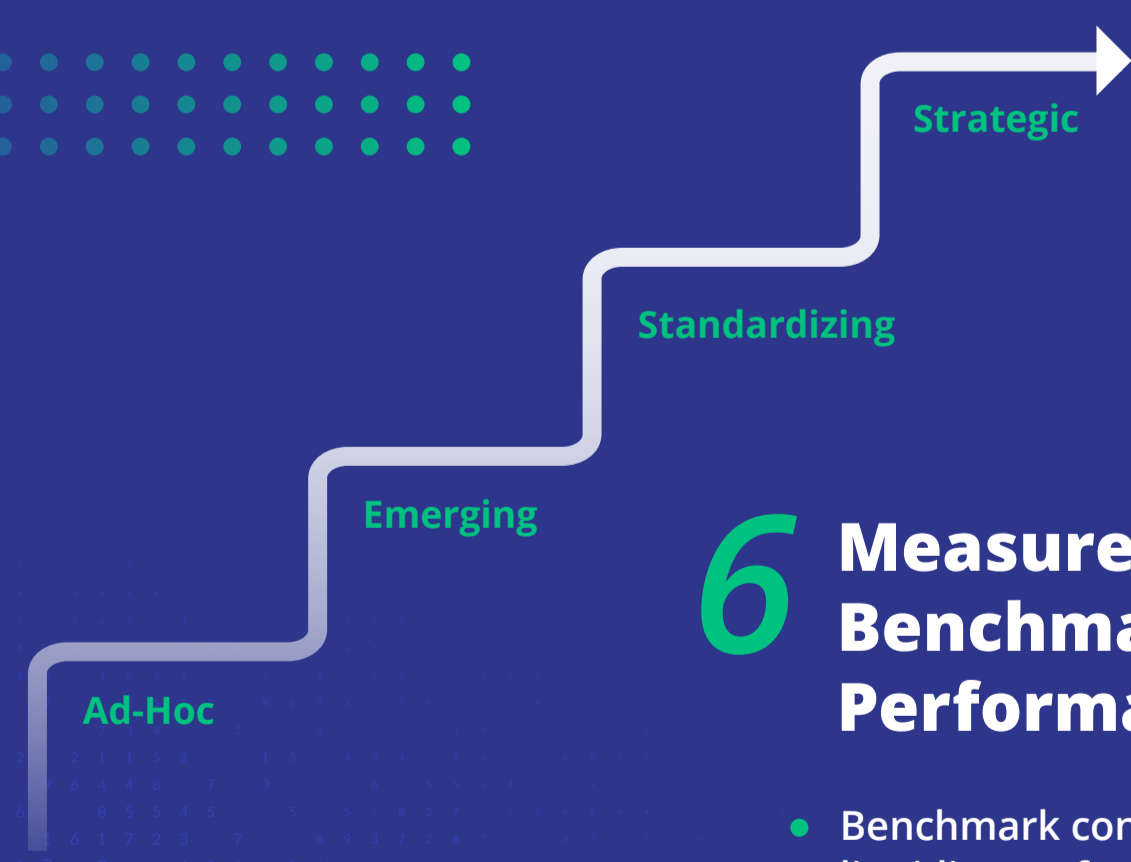 Strategic
Standardizing
Emerging
Ad-Hoc
6
Measure
Benchma
Performa
Benchmark con